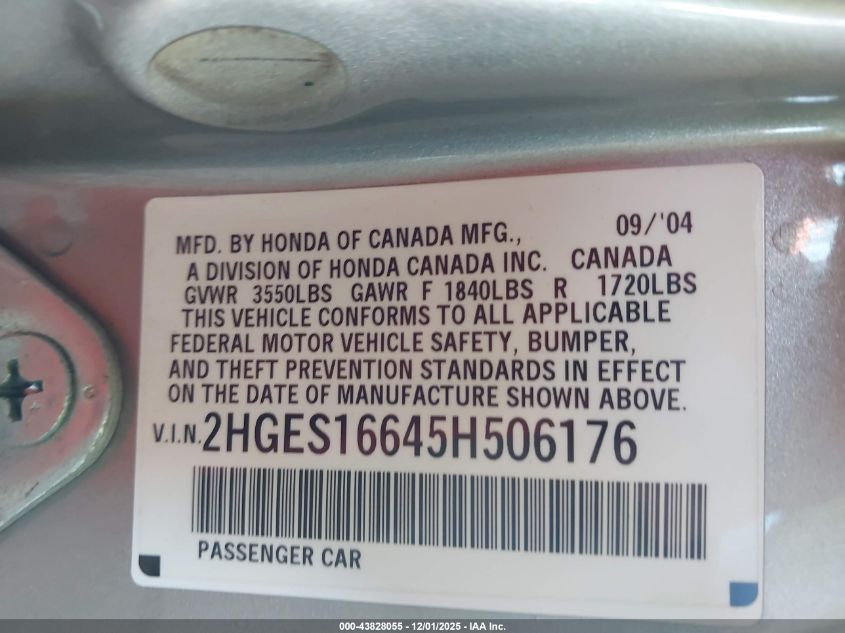 MFD. BY HONDA OF CANADA MFG., 09/'04
A DIVISION OF HONDA CANADA INC. CANADA
GVWR 3550LBS GAWR F 1840LBS R 1720LBS
THIS VEHICLE CONFORMS TO ALL APPLICABLE
FEDERAL MOTOR VEHICLE SAFETY, BUMPER,
AND THEFT PREVENTION STANDARDS IN EFFECT
ON THE DATE OF MANUFACTURE SHOWN ABOVE.
V.I.N. 2HGES16645H506176
PASSENGER CAR
000-43828055 - 12/01/2025 - IAA Inc.